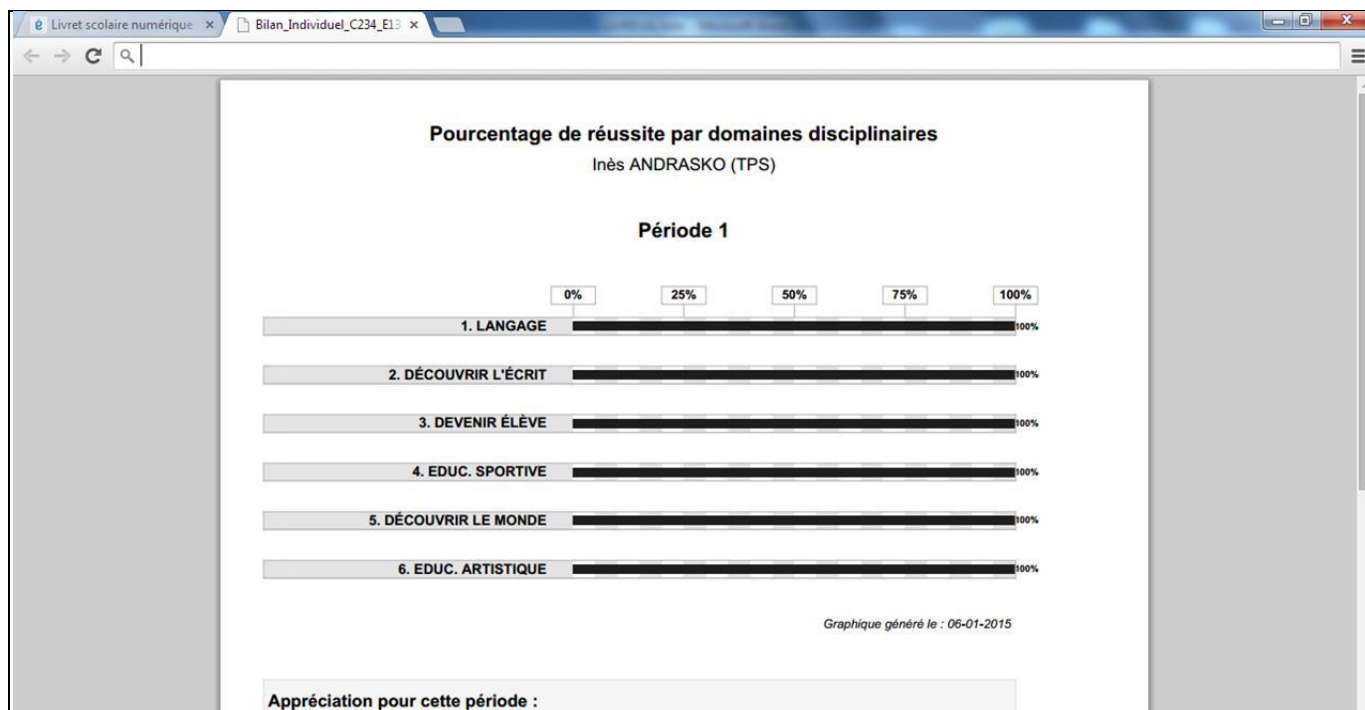 Livret scolaire numérique
Bilan_Individuel_C234_E13
Pourcentage de réussite par domaines disciplinaires
Inès ANDRASKO (TPS)
Période 1
0% 25% 50% 75% 100%
1. LANGAGE 100%
2. DÉCOUVRIR L'ÉCRIT 100%
3. DEVENIR ÉLÈVE 100%
4. EDUC. SPORTIVE 100%
5. DÉCOUVRIR LE MONDE 100%
6. EDUC. ARTISTIQUE 100%
Graphique généré le : 06-01-2015
Appréciation pour cette période :